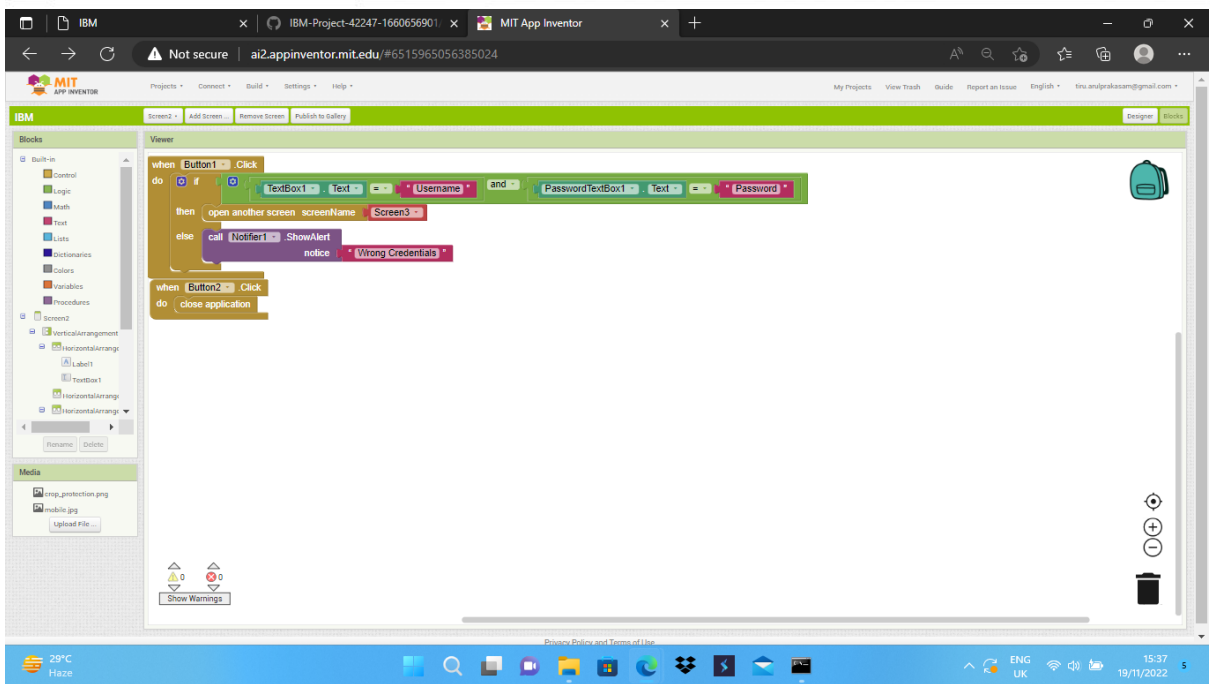 IBM
IBM-Project-42247-1660656901/
MIT App Inventor
Not secure | ai2.appinventor.mit.edu/#6515965056385024
MIT
APP INVENTOR
Projects Connect Build Settings Help
My Projects View Trash Guide Report an Issue English tiru.arulprakasam@gmail.com
IBM
Screen2 Add Screen ... Remove Screen Publish to Gallery
Designer Blocks
Blocks
Built-in
Control
Logic
Math
Text
Lists
Dictionaries
Colors
Variables
Procedures
Screen2
VerticalArrangement
HorizontalArrange
Label1
TextBox1
HorizontalArrange
HorizontalArrange
Rename Delete
Media
crop_protection.png
mobile.jpg
Upload File ...
Viewer
when Button1 .Click
do if TextBox1 . Text = " Username " and PasswordTextBox1 . Text = " Password "
then open another screen screenName Screen3
else call Notifier1 .ShowAlert
notice " Wrong Credentials "
when Button2 .Click
do close application
0 0
Show Warnings
Privacy Policy and Terms of Use
29°C
Haze
ENG
UK
15:37
19/11/2022
5